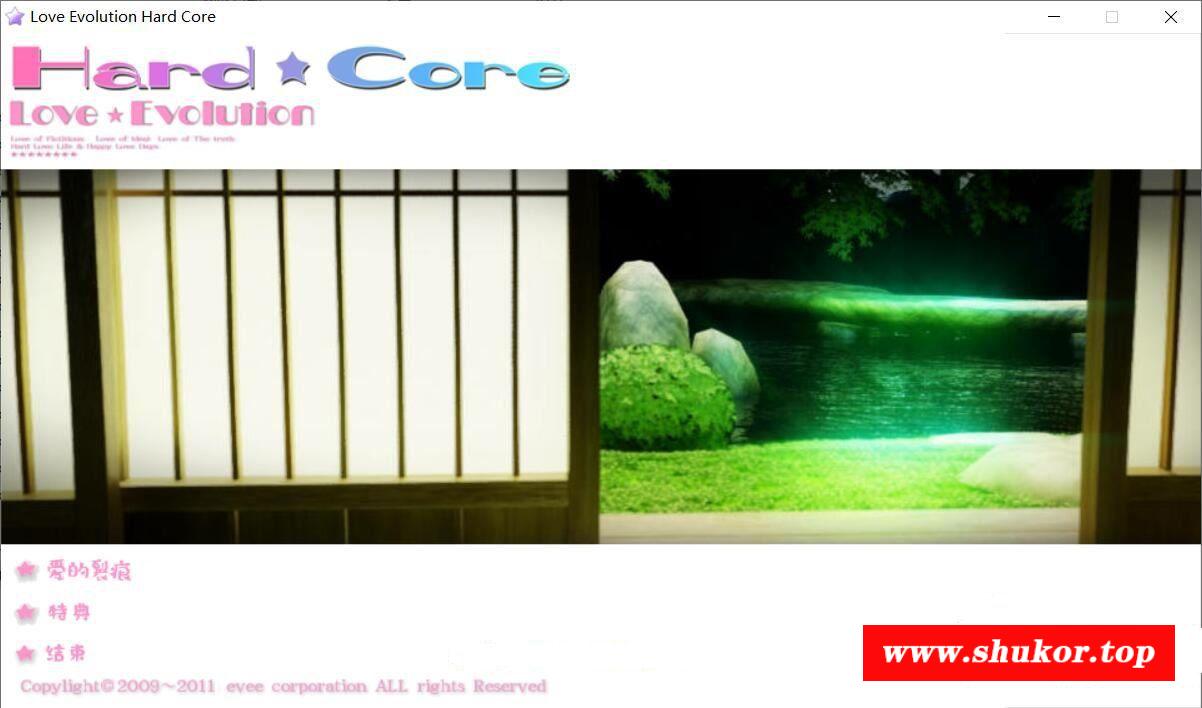 Love Evolution Hard Core
Hard★Core
Love★Evolution
Love of Fictitious Love of Ideal Love of The truth
Hard Love Life & Happy Love Days
★★★★★★★★
★ 愛的裂痕
★ 特典
★ 结束
www.shukor.top
Copylight©2009～2011 eyee corporation ALL rights Reserved